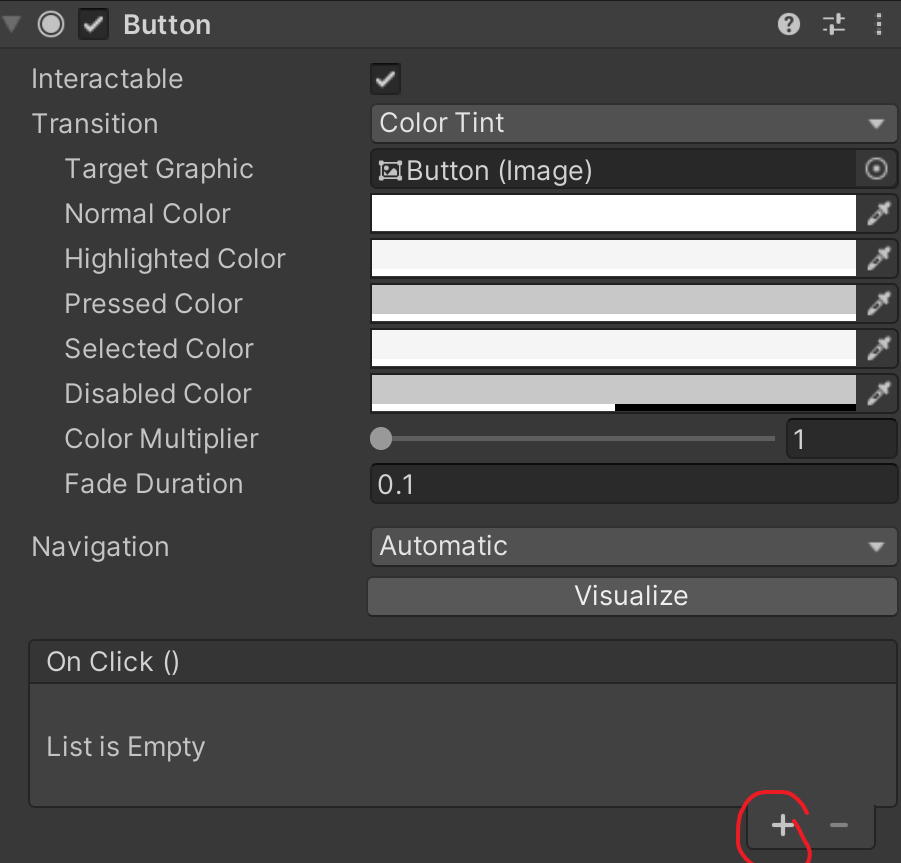 Button
Interactable
Transition Color Tint
Target Graphic Button (Image)
Normal Color
Highlighted Color
Pressed Color
Selected Color
Disabled Color
Color Multiplier 1
Fade Duration 0.1
Navigation Automatic
Visualize
On Click ()
List is Empty